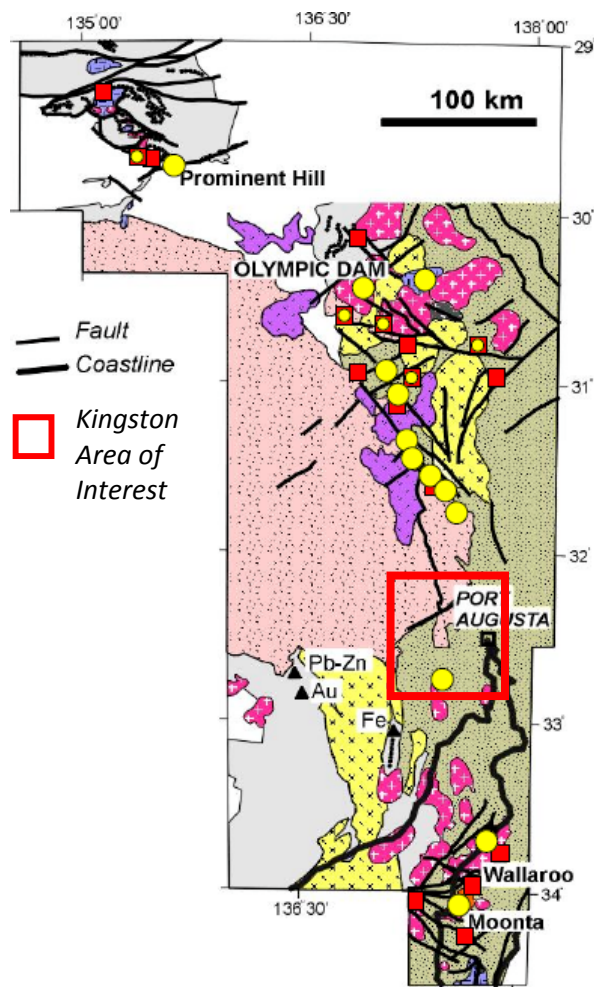 135°00'
136°30'
138°00'
29°
100 km
Prominent Hill
30°
OLYMPIC DAM
Fault
Coastline
31°
Kingston
Area of
Interest
32°
PORT
AUGUSTA
Pb-Zn
Au
Fe
33°
Wallaroo
34°
136°30'
Moonta